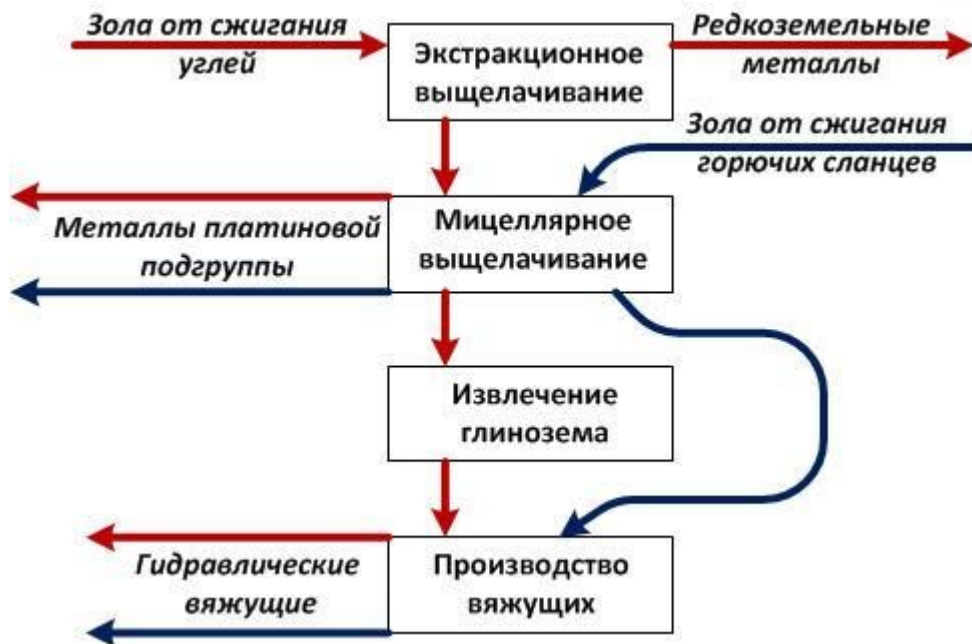 Зола от сжигания
углей
Экстракционное
выщелачивание
Редкоземельные
металлы
Зола от сжигания
горючих сланцев
Металлы платиновой
подгруппы
Мицеллярное
выщелачивание
Извлечение
глинозема
Гидравлические
вяжущие
Производство
вяжущих